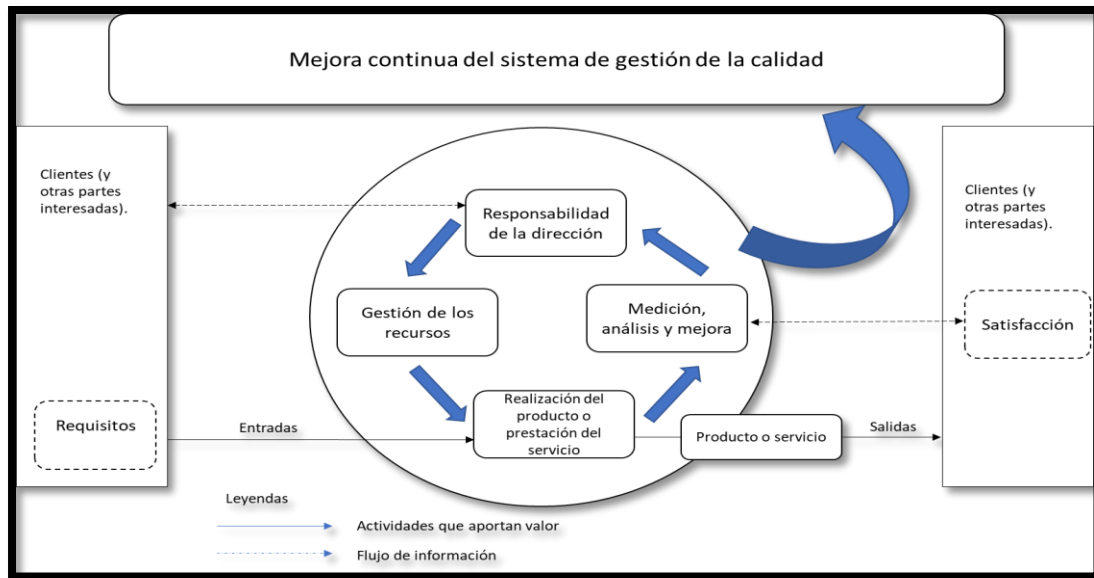 Mejora continua del sistema de gestión de la calidad
Clientes (y
otras partes
interesadas).
Clientes (y
otras partes
interesadas).
Responsabilidad
de la dirección
Gestión de los
recursos
Medición,
análisis y mejora
Satisfacción
Realización del
producto o
prestación del
servicio
Requisitos
Entradas
Producto o servicio
Salidas
Leyendas
Actividades que aportan valor
Flujo de información